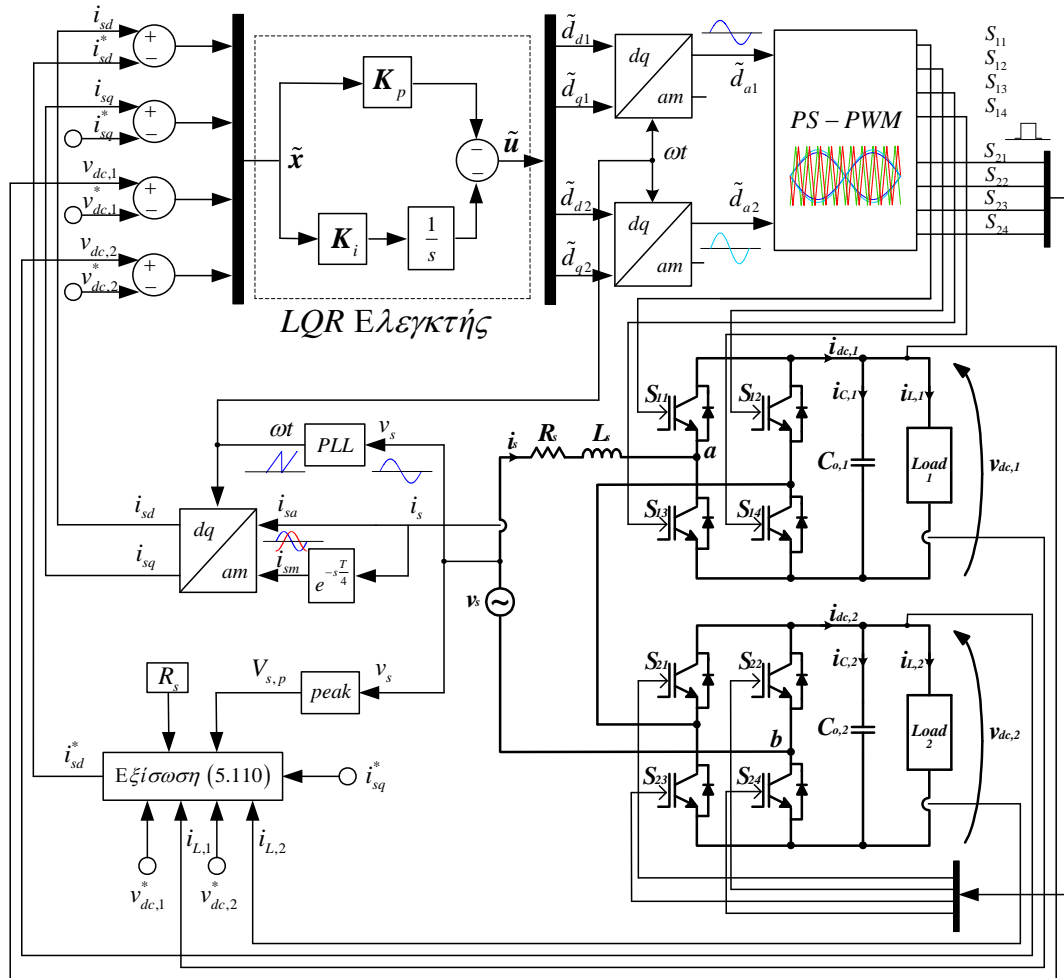 i_sd
i*_sd
i_sq
i*_sq
v_dc,1
v*_dc,1
v_dc,2
v*_dc,2
+
−
+
−
+
−
+
−
x̃
K_p
K_i
1/s
−
−
ũ
LQR Ελεγκτής
d̃_d1
d̃_q1
d̃_d2
d̃_q2
dq
am
ωt
dq
am
d̃_a1
d̃_a2
PS − PWM
S_11
S_12
S_13
S_14
S_21
S_22
S_23
S_24
ωt
PLL
v_s
i_sd
i_sq
dq
am
i_sa
i_sm
i_s
e^(−s T/4)
i_s
R_s
L_s
a
v_s
b
S_11
S_12
S_13
S_14
i_dc,1
i_C,1
i_L,1
C_o,1
Load 1
v_dc,1
S_21
S_22
S_23
S_24
i_dc,2
i_C,2
i_L,2
C_o,2
Load 2
v_dc,2
R_s
V_s,p
peak
v_s
i*_sd
Εξίσωση (5.110)
i*_sq
i_L,1
i_L,2
v*_dc,1
v*_dc,2